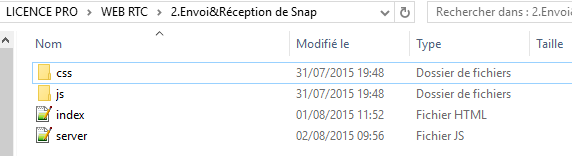 LICENCE PRO > WEB RTC > 2.Envoi&Réception de Snap
Rechercher dans : 2.Envoi
Nom Modifié le Type Taille
css 31/07/2015 19:48 Dossier de fichiers
js 31/07/2015 19:48 Dossier de fichiers
index 01/08/2015 11:52 Fichier HTML
server 02/08/2015 09:56 Fichier JS